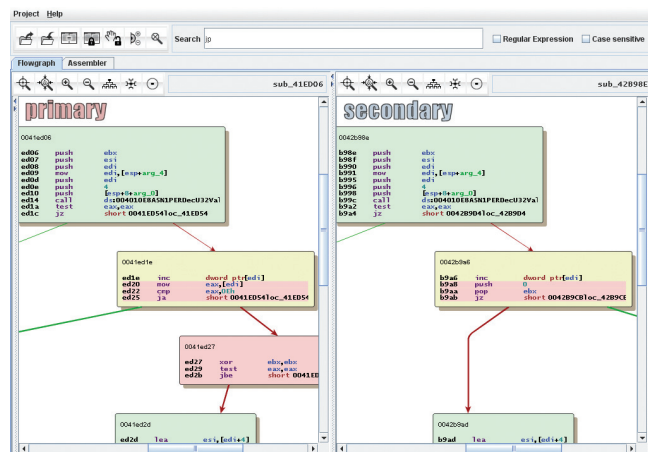 Project Help
Search jp Regular Expression Case sensitive
Flowgraph Assembler
sub_41ED06
primary
0041ed06
ed06 push ebx
ed07 push esi
ed08 push edi
ed09 mov edi,[esp+arg_4]
ed0d push edi
ed0e push 4
ed10 push [esp+8+arg_0]
ed14 call ds:004010E8ASN1PERDecU32Val
ed1a test eax,eax
ed1c jz short 0041ED54loc_41ED54
0041ed1e
ed1e inc dword ptr[edi]
ed20 mov eax,[edi]
ed22 cmp eax,0Eh
ed25 ja short 0041ED54loc_41ED54
0041ed27
ed27 xor ebx,ebx
ed29 test eax,eax
ed2b jbe short 0041ED
0041ed2d
ed2d lea esi,[edi+4]
sub_42B98E
secondary
0042b98e
b98e push ebx
b98f push esi
b990 push edi
b991 mov edi,[esp+arg_4]
b995 push edi
b996 push 4
b998 push [esp+8+arg_0]
b99c call ds:004010E8ASN1PERDecU32Val
b9a2 test eax,eax
b9a4 jz short 0042B9D4loc_42B9D4
0042b9a6
b9a6 inc dword ptr[edi]
b9a8 push 0
b9aa pop ebx
b9ab jz short 0042B9CBloc_42B9CB
0042b9ad
b9ad lea esi,[edi+4]